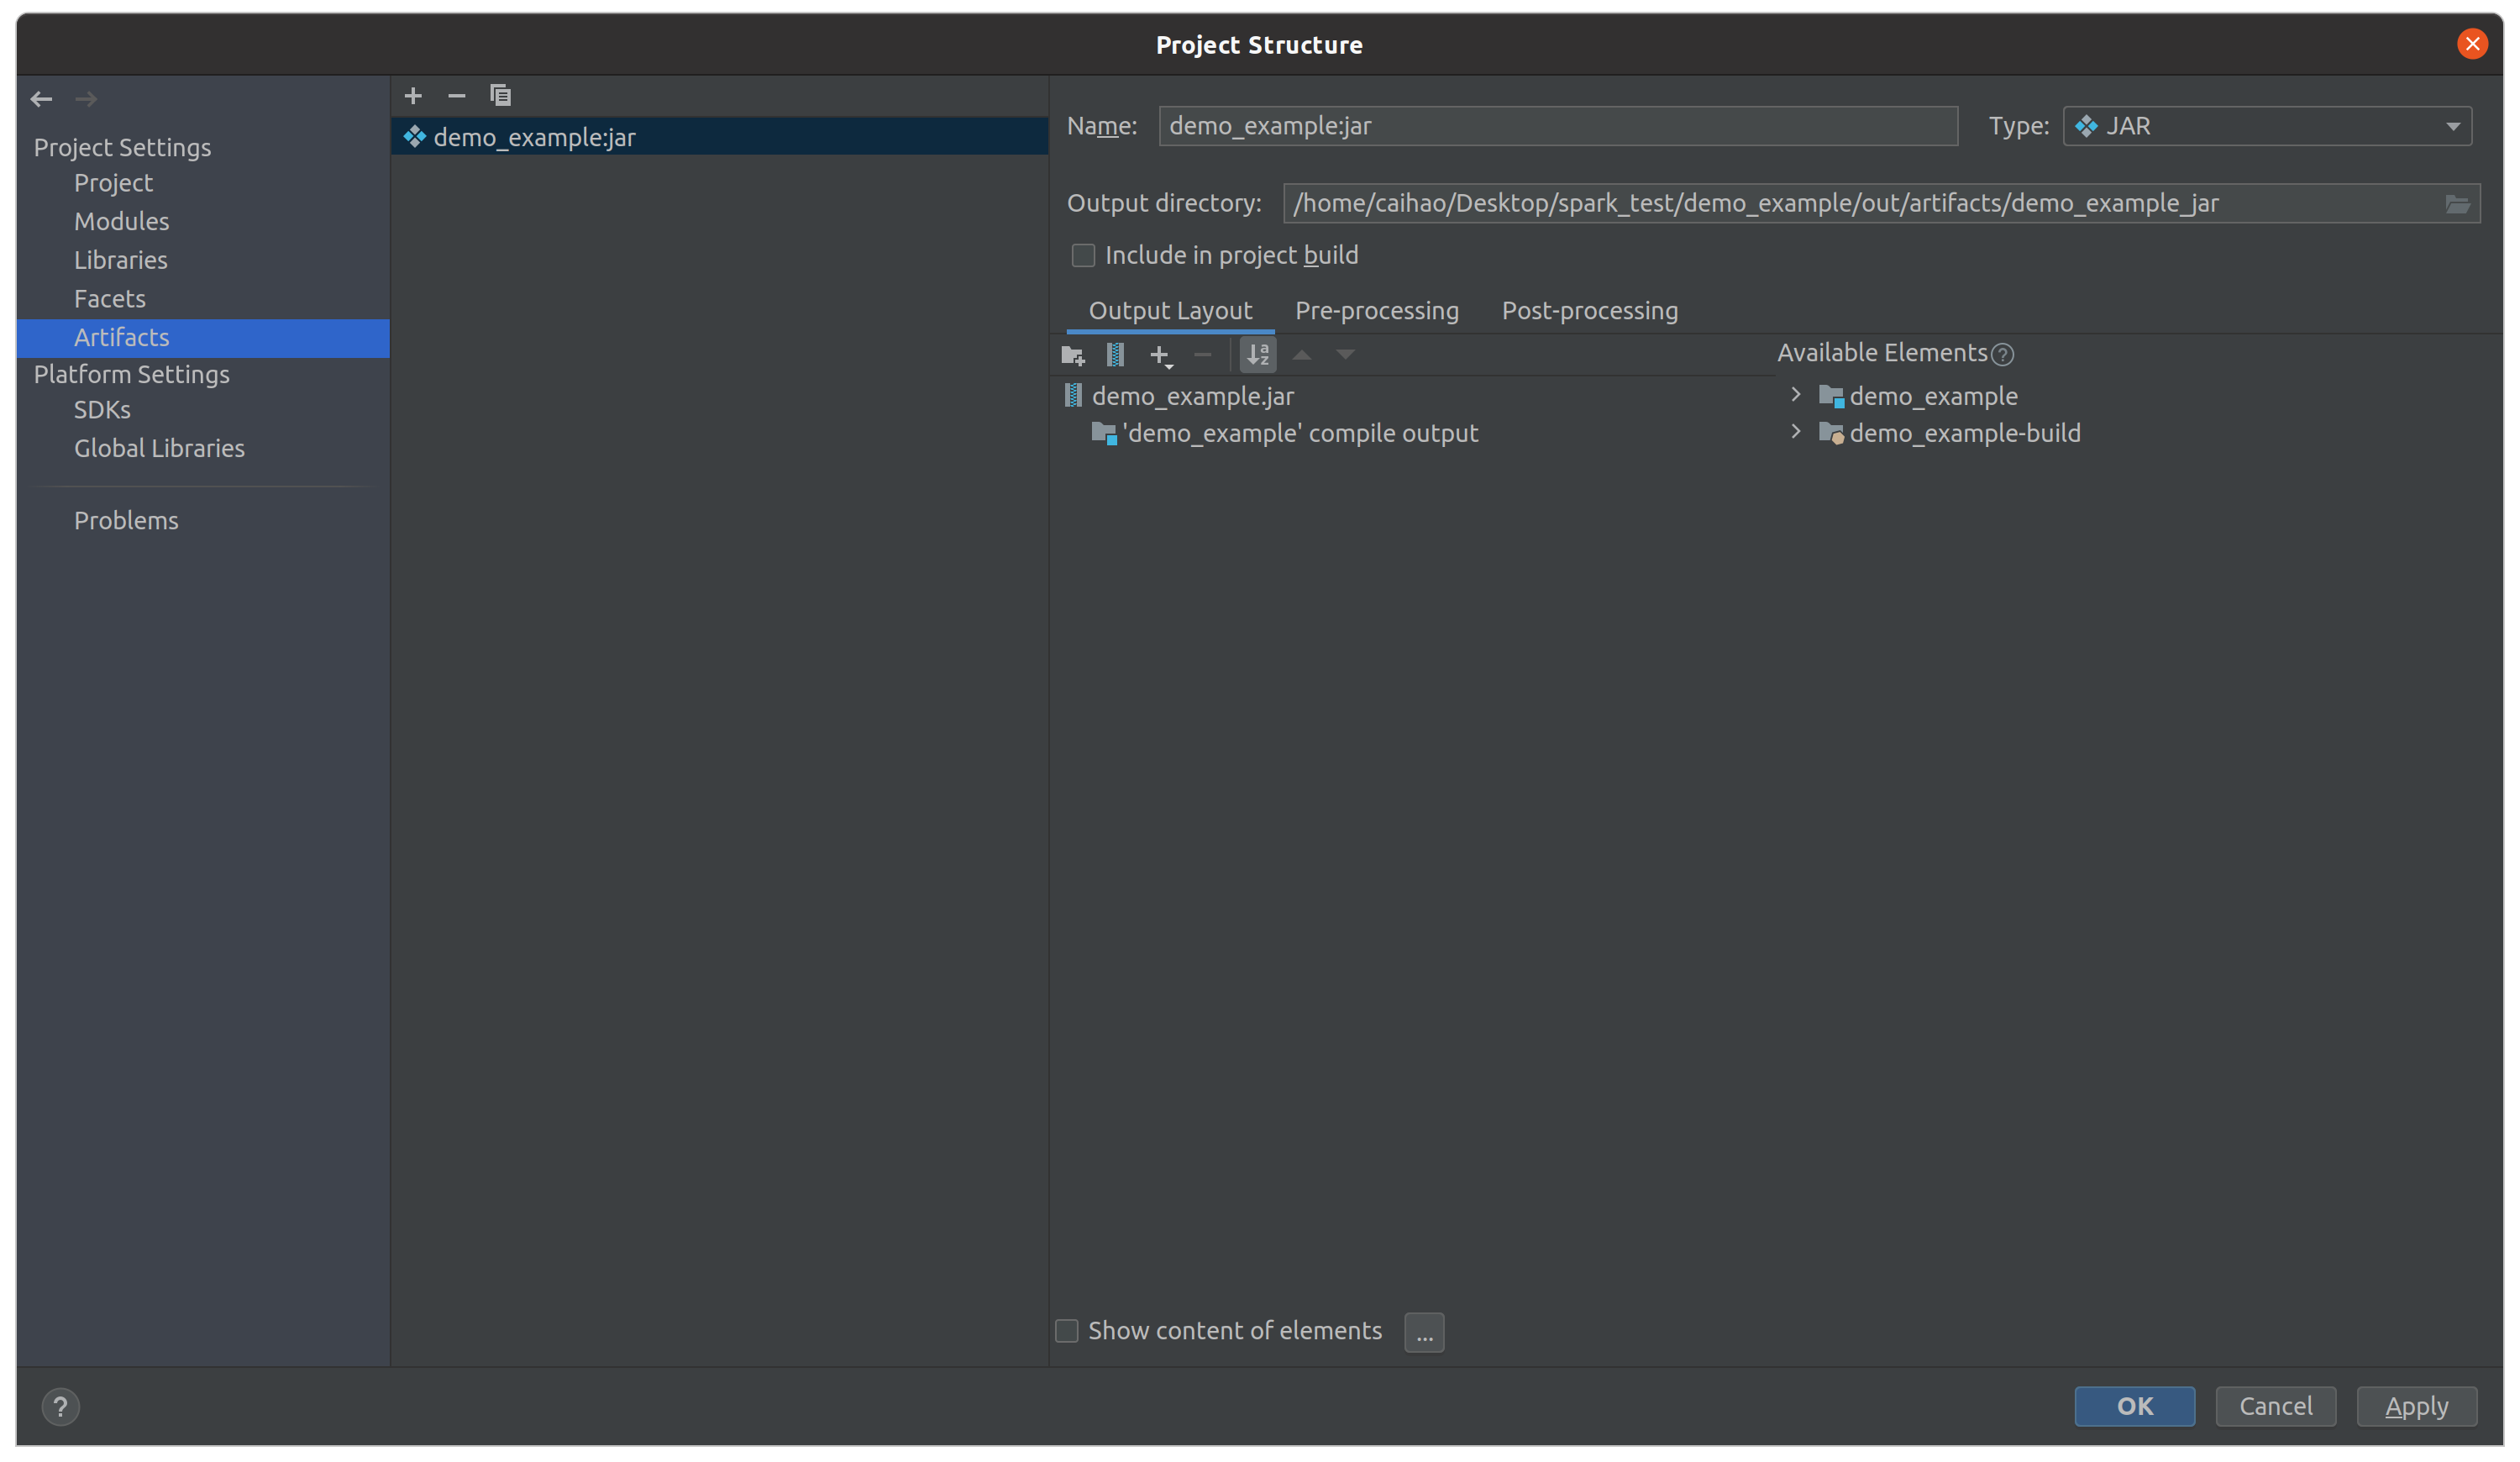 Project Structure
Project Settings
Project
Modules
Libraries
Facets
Artifacts
Platform Settings
SDKs
Global Libraries
Problems
demo_example:jar
Name: demo_example:jar Type: JAR
Output directory: /home/caihao/Desktop/spark_test/demo_example/out/artifacts/demo_example_jar
Include in project build
Output Layout Pre-processing Post-processing
Available Elements ?
demo_example.jar
'demo_example' compile output
demo_example
demo_example-build
Show content of elements ...
? OK Cancel Apply